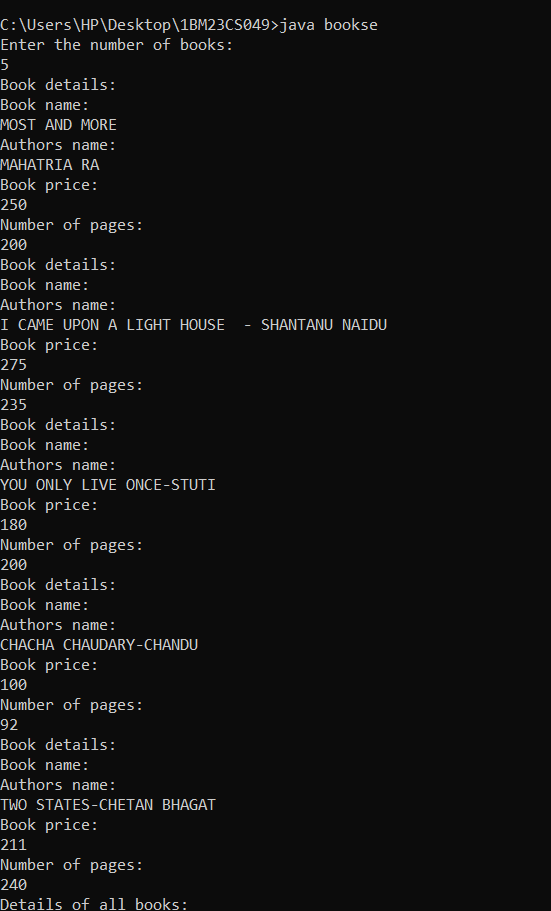 C:\Users\HP\Desktop\1BM23CS049>java bookse
Enter the number of books:
5
Book details:
Book name:
MOST AND MORE
Authors name:
MAHATRIA RA
Book price:
250
Number of pages:
200
Book details:
Book name:
Authors name:
I CAME UPON A LIGHT HOUSE  - SHANTANU NAIDU
Book price:
275
Number of pages:
235
Book details:
Book name:
Authors name:
YOU ONLY LIVE ONCE-STUTI
Book price:
180
Number of pages:
200
Book details:
Book name:
Authors name:
CHACHA CHAUDARY-CHANDU
Book price:
100
Number of pages:
92
Book details:
Book name:
Authors name:
TWO STATES-CHETAN BHAGAT
Book price:
211
Number of pages:
240
Details of all books: